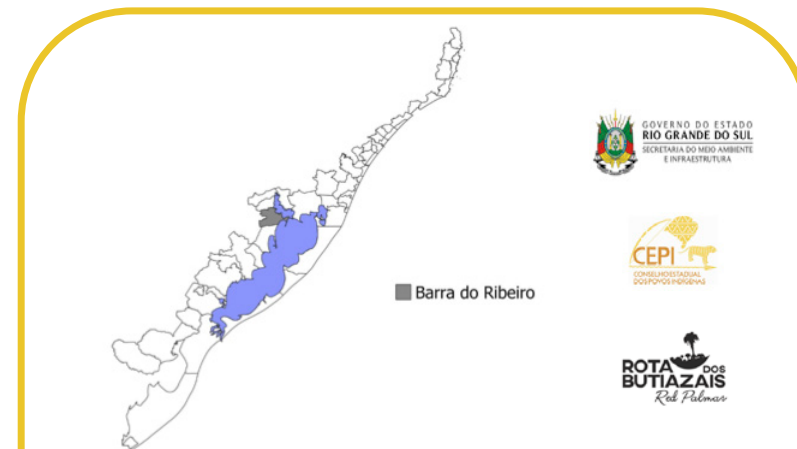 GOVERNO DO ESTADO
RIO GRANDE DO SUL
SECRETARIA DO MEIO AMBIENTE
E INFRAESTRUTURA
CEPI
CONSELHO ESTADUAL
DOS POVOS INDÍGENAS
Barra do Ribeiro
ROTA DOS
BUTIAZAIS
Red Palmar